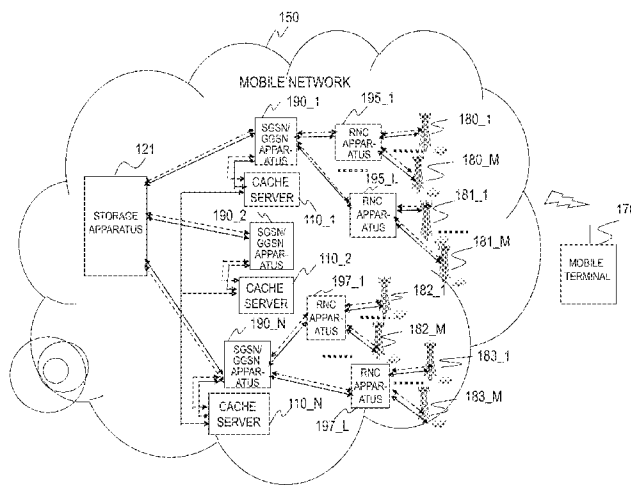 150
MOBILE NETWORK
190_1
195_1
180_1
121
SGSN/
GGSN
APPAR-
ATUS
RNC
APPAR-
ATUS
180_M
195_L
CACHE
SERVER
RNC
APPAR-
ATUS
181_1
STORAGE
APPARATUS
190_2
110_1
SGSN/
GGSN
APPAR-
ATUS
181_M
MOBILE
TERMINAL
110_2
197_1
CACHE
SERVER
182_1
RNC
APPAR-
ATUS
190_N
182_M
SGSN/
GGSN
APPAR-
ATUS
183_1
RNC
APPAR-
ATUS
CACHE
SERVER
183_M
110_N
197_L